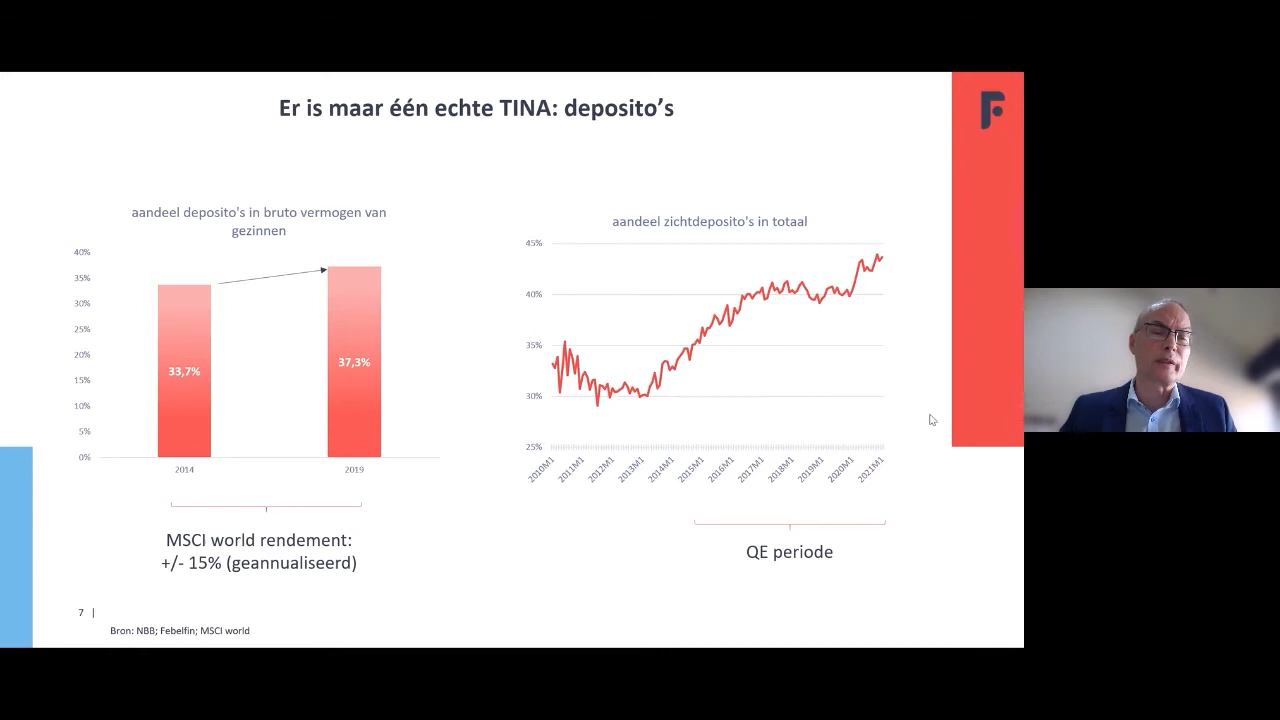 Er is maar één echte TINA: deposito's
aandeel deposito's in bruto vermogen van
gezinnen
40%
35%
30%
25%
20%
15%
10%
5%
0%
33,7%
37,3%
2014
2019
MSCI world rendement:
+/- 15% (geannualiseerd)
aandeel zichtdeposito's in totaal
45%
40%
35%
30%
25%
2010M1
2011M1
2012M1
2013M1
2014M1
2015M1
2016M1
2017M1
2018M1
2019M1
2020M1
2021M1
QE periode
7 |
Bron: NBB; Febelfin; MSCI world
F